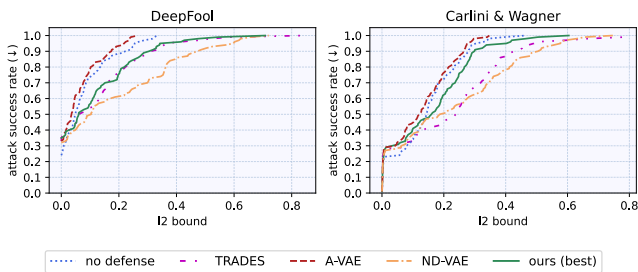 DeepFool
attack success rate (↓)
1.0
0.9
0.8
0.7
0.6
0.5
0.4
0.3
0.2
0.1
0.0
0.0 0.2 0.4 0.6 0.8
l2 bound
Carlini & Wagner
attack success rate (↓)
1.0
0.9
0.8
0.7
0.6
0.5
0.4
0.3
0.2
0.1
0.0
0.0 0.2 0.4 0.6 0.8
l2 bound
no defense TRADES A-VAE ND-VAE ours (best)